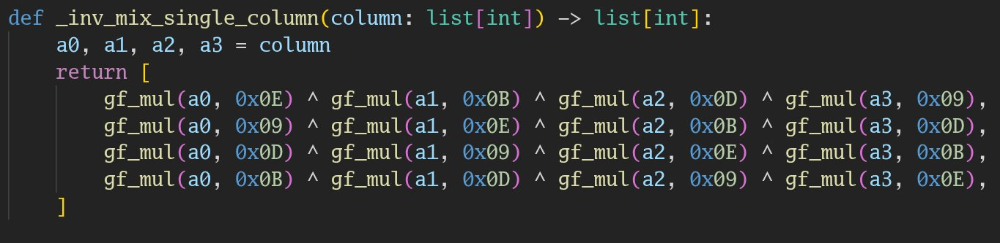 def _inv_mix_single_column(column: list[int]) -> list[int]:
    a0, a1, a2, a3 = column
    return [
        gf_mul(a0, 0x0E) ^ gf_mul(a1, 0x0B) ^ gf_mul(a2, 0x0D) ^ gf_mul(a3, 0x09),
        gf_mul(a0, 0x09) ^ gf_mul(a1, 0x0E) ^ gf_mul(a2, 0x0B) ^ gf_mul(a3, 0x0D),
        gf_mul(a0, 0x0D) ^ gf_mul(a1, 0x09) ^ gf_mul(a2, 0x0E) ^ gf_mul(a3, 0x0B),
        gf_mul(a0, 0x0B) ^ gf_mul(a1, 0x0D) ^ gf_mul(a2, 0x09) ^ gf_mul(a3, 0x0E),
    ]